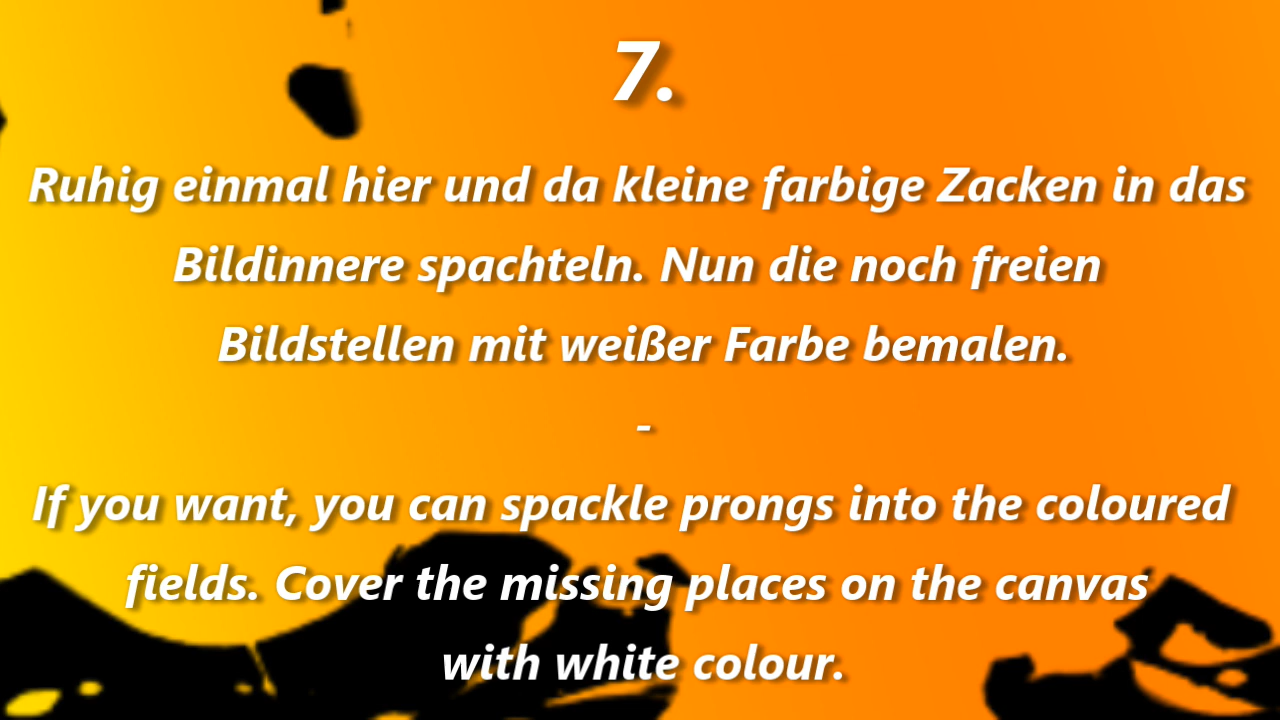 7.
Ruhig einmal hier und da kleine farbige Zacken in das
Bildinnere spachteln. Nun die noch freien
Bildstellen mit weißer Farbe bemalen.
-
If you want, you can spackle prongs into the coloured
fields. Cover the missing places on the canvas
with white colour.